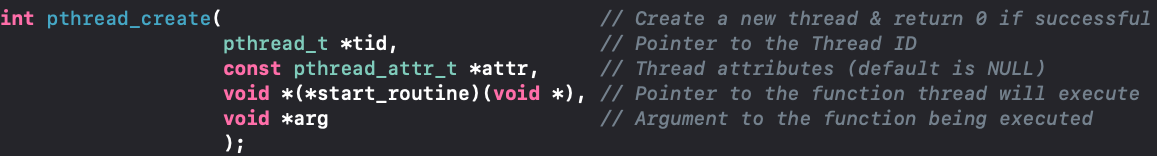 int pthread_create( // Create a new thread & return 0 if successful
pthread_t *tid, // Pointer to the Thread ID
const pthread_attr_t *attr, // Thread attributes (default is NULL)
void *(*start_routine)(void *), // Pointer to the function thread will execute
void *arg // Argument to the function being executed
);